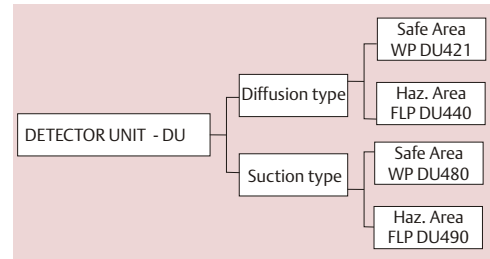 Safe Area
WP DU421
Diffusion type
Haz. Area
FLP DU440
DETECTOR UNIT - DU
Safe Area
WP DU480
Suction type
Haz. Area
FLP DU490